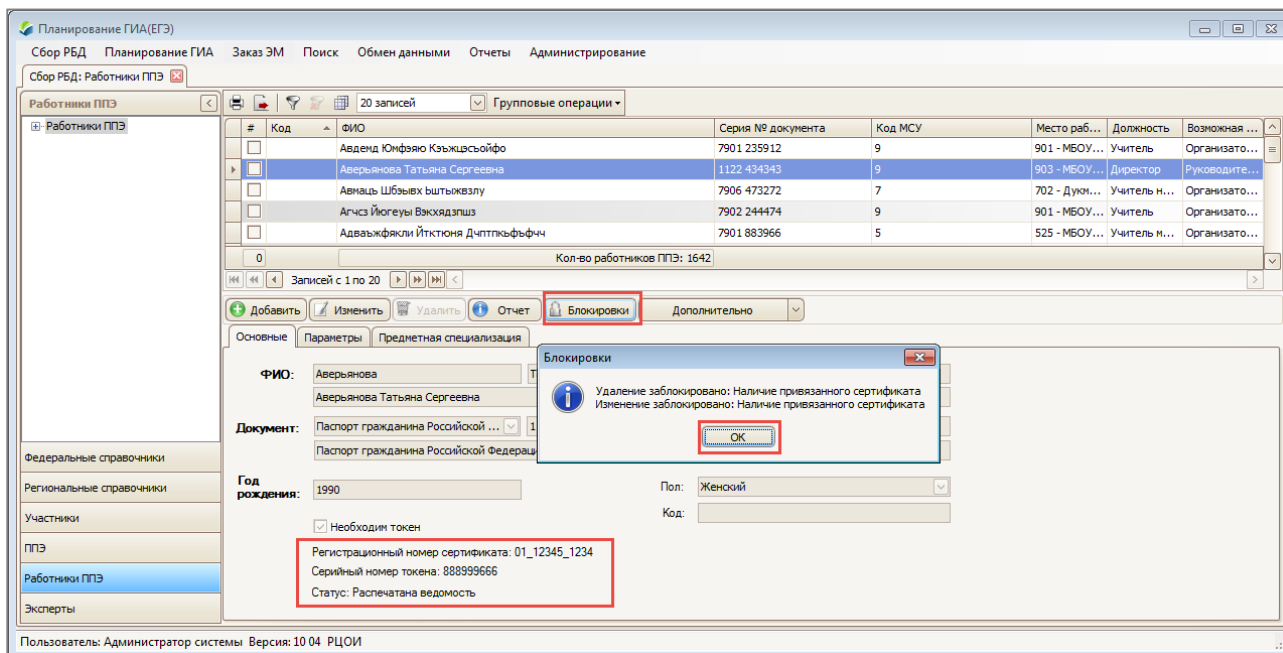 Планирование ГИА(ЕГЭ)
Сбор РБД Планирование ГИА Заказ ЭМ Поиск Обмен данными Отчеты Администрирование
Сбор РБД: Работники ППЭ
Работники ППЭ 20 записей Групповые операции
Работники ППЭ
# Код ФИО Серия № документа Код МСУ Место раб... Должность Возможная ...
Авдемд Юмфэяю Кэьжцэсъойфо 7901 235912 9 901 - МБОУ... Учитель Организато...
Аверьянова Татьяна Сергеевна 1122 434343 9 903 - МБОУ... Директор Руководите...
Авмаць Шбэывх Ьытыжвзлу 7906 473272 7 702 - Дукм... Учитель н... Организато...
Агчсз Йюгеуы Вэкхядзпшз 7902 244474 9 901 - МБОУ... Учитель Организато...
Адваъжфякли Йтктюня Дчптпкьфъфчч 7901 883966 5 525 - МБОУ... Учитель м... Организато...
0 Кол-во работников ППЭ: 1642
Записей с 1 по 20
Добавить Изменить Удалить Отчет Блокировки Дополнительно
Основные Параметры Предметная специализация
Блокировки
Удаление заблокировано: Наличие привязанного сертификата
Изменение заблокировано: Наличие привязанного сертификата
OK
ФИО: Аверьянова
Аверьянова Татьяна Сергеевна
Документ: Паспорт гражданина Российской ... 1
Паспорт гражданина Российской
Год рождения: 1990
Пол: Женский
Код:
Необходим токен
Регистрационный номер сертификата: 01_12345_1234
Серийный номер токена: 888999666
Статус: Распечатана ведомость
Федеральные справочники
Региональные справочники
Участники
ППЭ
Работники ППЭ
Эксперты
Пользователь: Администратор системы Версия: 10 04 РЦОИ